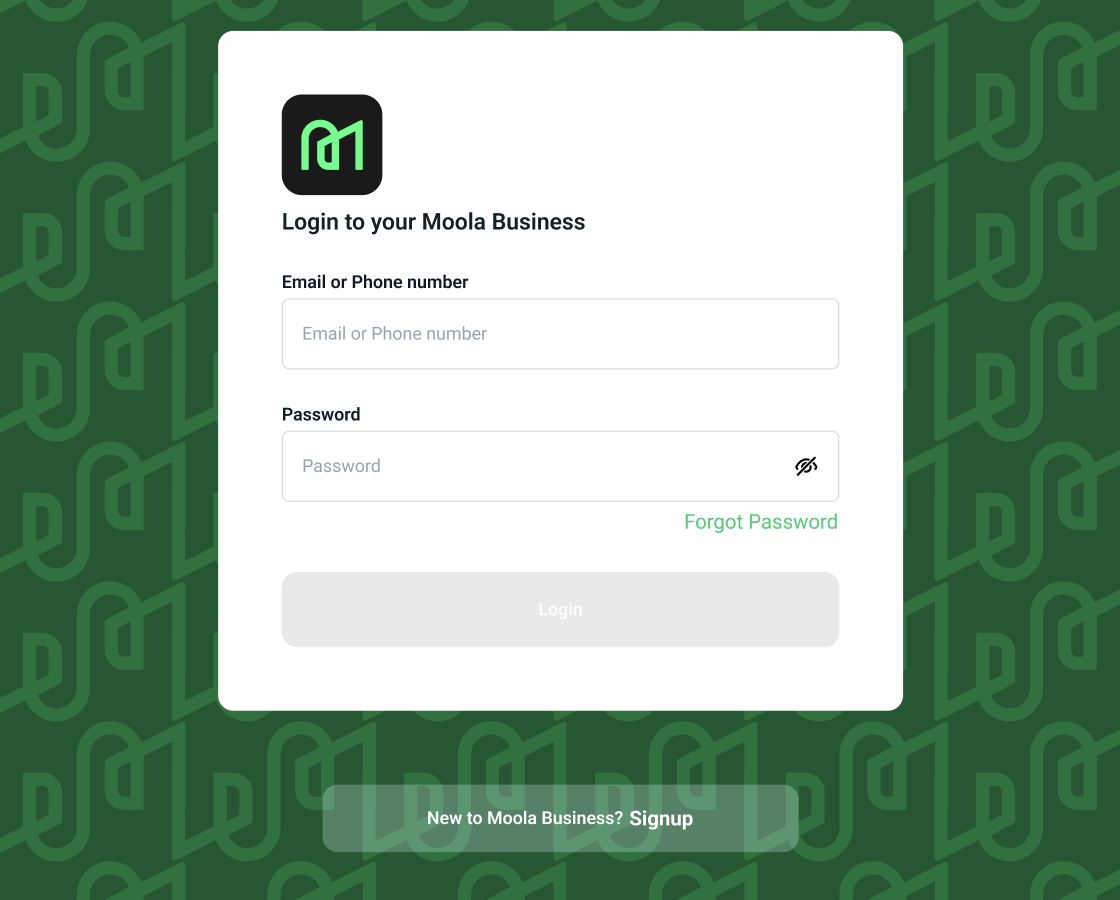 Login to your Moola Business
Email or Phone number
Email or Phone number
Password
Password
Forgot Password
Login
New to Moola Business? Signup